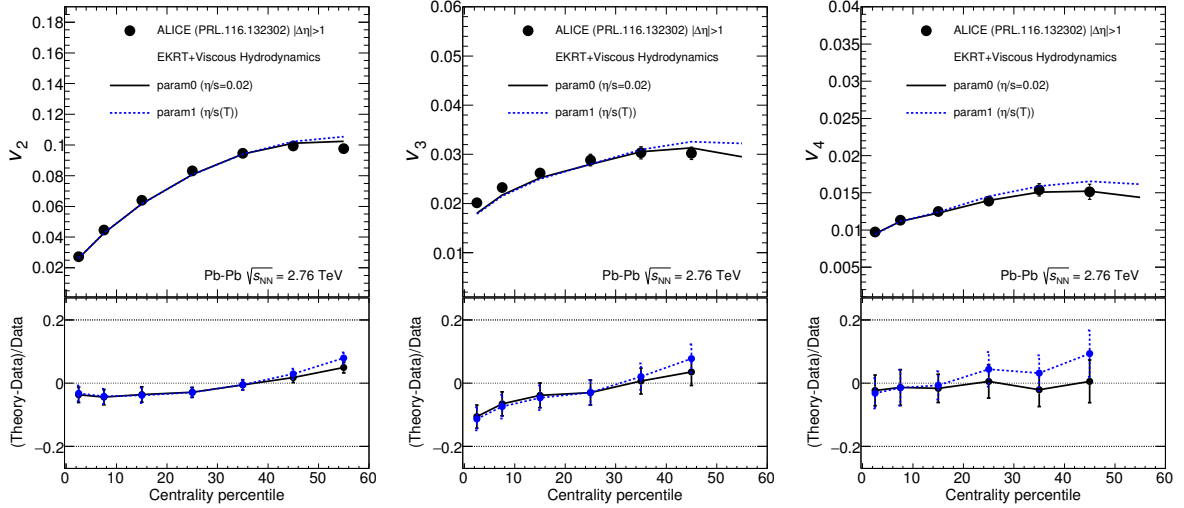 v2
0.18
0.16
0.14
0.12
0.1
0.08
0.06
0.04
0.02
ALICE (PRL.116.132302) |Δη|>1
EKRT+Viscous Hydrodynamics
param0 (η/s=0.02)
param1 (η/s(T))
Pb-Pb √sNN = 2.76 TeV
(Theory-Data)/Data
0.2
0
−0.2
0 10 20 30 40 50 60
Centrality percentile
v3
0.06
0.05
0.04
0.03
0.02
0.01
ALICE (PRL.116.132302) |Δη|>1
EKRT+Viscous Hydrodynamics
param0 (η/s=0.02)
param1 (η/s(T))
Pb-Pb √sNN = 2.76 TeV
(Theory-Data)/Data
0.2
0
−0.2
0 10 20 30 40 50 60
Centrality percentile
v4
0.04
0.035
0.03
0.025
0.02
0.015
0.01
0.005
ALICE (PRL.116.132302) |Δη|>1
EKRT+Viscous Hydrodynamics
param0 (η/s=0.02)
param1 (η/s(T))
Pb-Pb √sNN = 2.76 TeV
(Theory-Data)/Data
0.2
0
−0.2
0 10 20 30 40 50 60
Centrality percentile